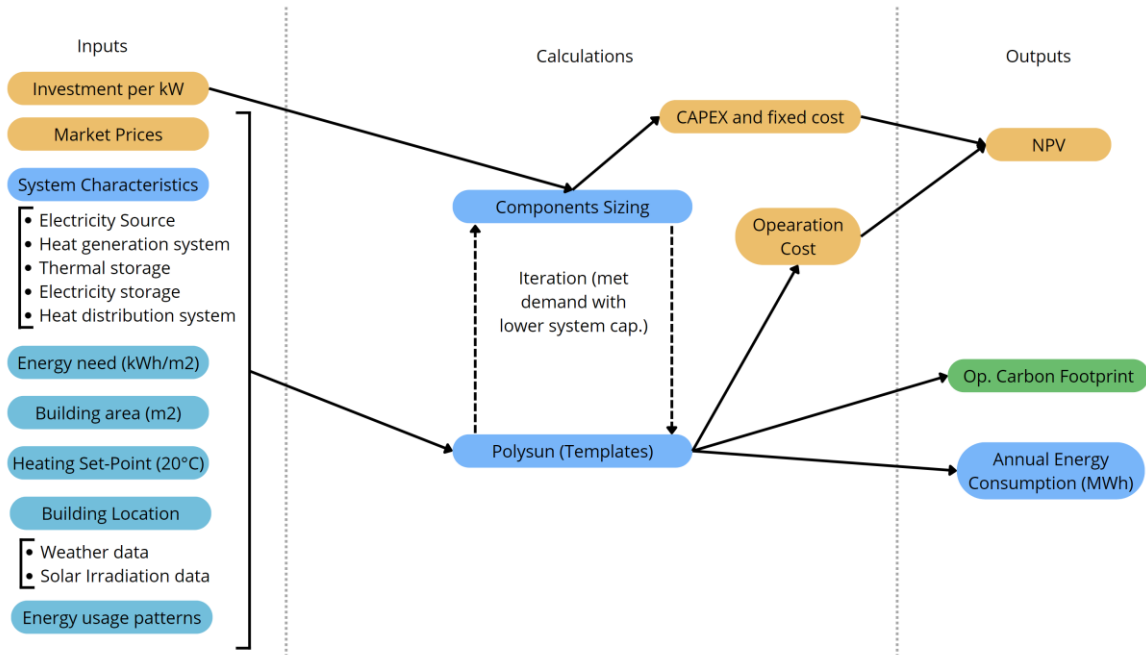 Inputs
Investment per kW
Market Prices
System Characteristics
• Electricity Source
• Heat generation system
• Thermal storage
• Electricity storage
• Heat distribution system
Energy need (kWh/m2)
Building area (m2)
Heating Set-Point (20°C)
Building Location
• Weather data
• Solar Irradiation data
Energy usage patterns
Calculations
CAPEX and fixed cost
Components Sizing
Opearation
Cost
Iteration (met
demand with
lower system cap.)
Polysun (Templates)
Outputs
NPV
Op. Carbon Footprint
Annual Energy
Consumption (MWh)